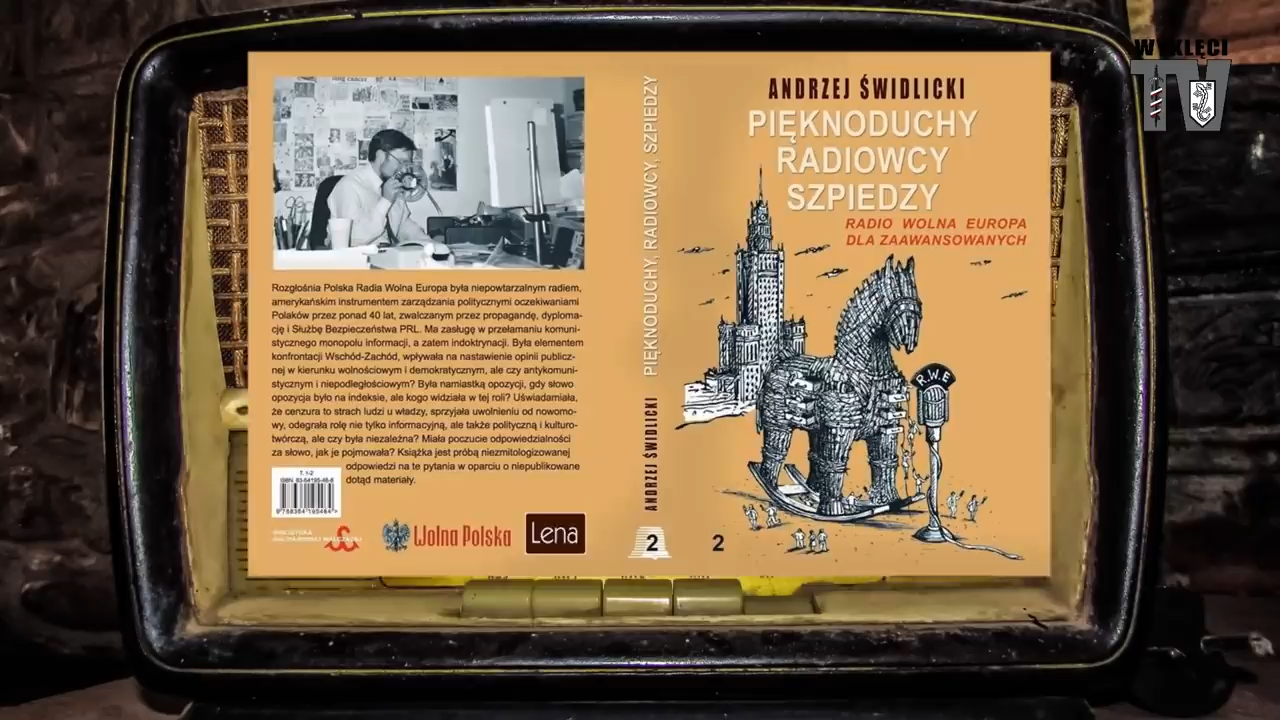 WYKLĘCI
TV
Rozgłośnia Polska Radia Wolna Europa była niepowtarzalnym radiem,
amerykańskim instrumentem zarządzania politycznymi oczekiwaniami
Polaków przez ponad 40 lat, zwalczanym przez propagandę, dyploma-
cję i Służbę Bezpieczeństwa PRL. Ma zasługę w przełamaniu komuni-
stycznego monopolu informacji, a zatem indoktrynacji. Była elementem
konfrontacji Wschód-Zachód, wpływała na nastawienie opinii publicz-
nej w kierunku wolnościowym i demokratycznym, ale czy antykomuni-
stycznym i niepodległościowym? Była namiastką opozycji, gdy słowo
opozycja było na indeksie, ale kogo widziała w tej roli? Uświadamiała,
że cenzura to strach ludzi u władzy, sprzyjała uwolnieniu od nowomo-
wy, odegrała rolę nie tylko informacyjną, ale także polityczną i kulturo-
twórczą, ale czy była niezależna? Miała poczucie odpowiedzialności
za słowo, jak je pojmowała? Książka jest próbą niezmitologizowanej
odpowiedzi na te pytania w oparciu o niepublikowane
dotąd materiały.
T. 1-2
Wolna Polska
Lena
PIĘKNODUCHY, RADIOWCY, SZPIEDZY
ANDRZEJ ŚWIDLICKI
2
ANDRZEJ ŚWIDLICKI
PIĘKNODUCHY
RADIOWCY
SZPIEDZY
RADIO WOLNA EUROPA
DLA ZAAWANSOWANYCH
R.W.E
2